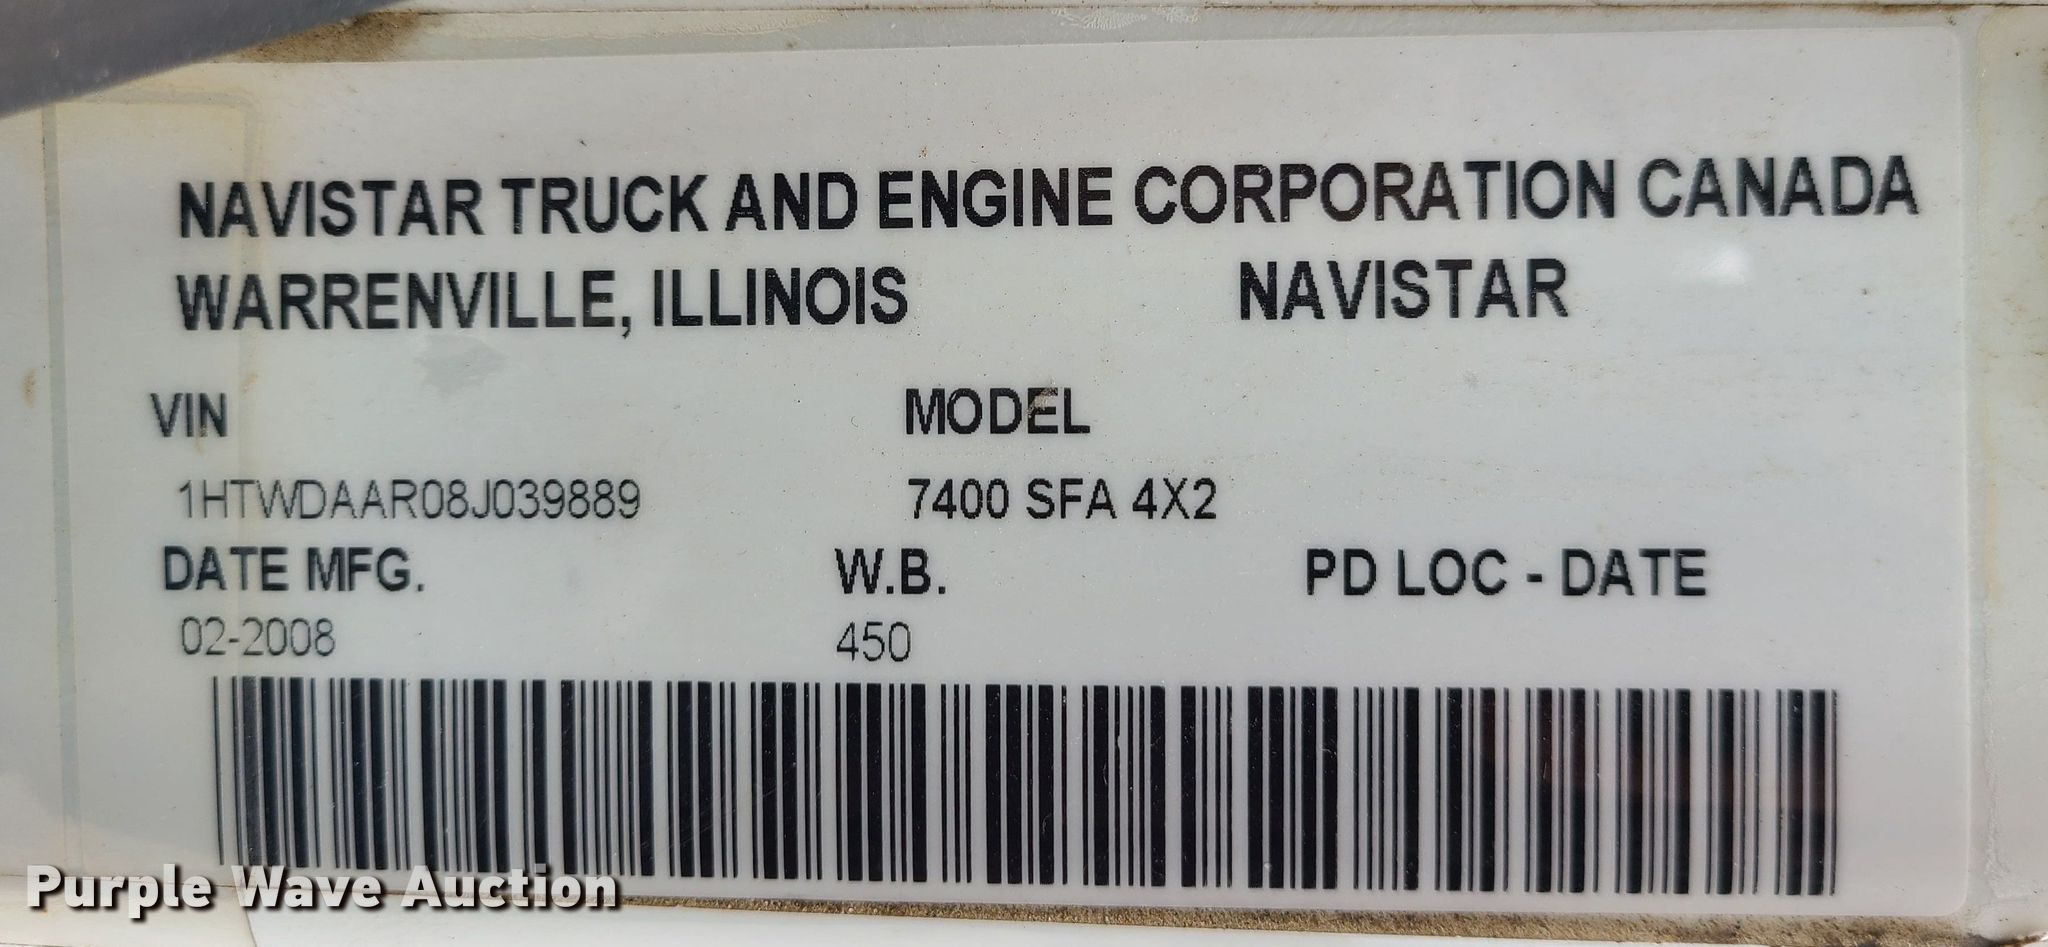 NAVISTAR TRUCK AND ENGINE CORPORATION CANADA
WARRENVILLE, ILLINOIS NAVISTAR
VIN MODEL
1HTWDAAR08J039889 7400 SFA 4X2
DATE MFG. W.B. PD LOC - DATE
02-2008 450
Purple Wave Auction